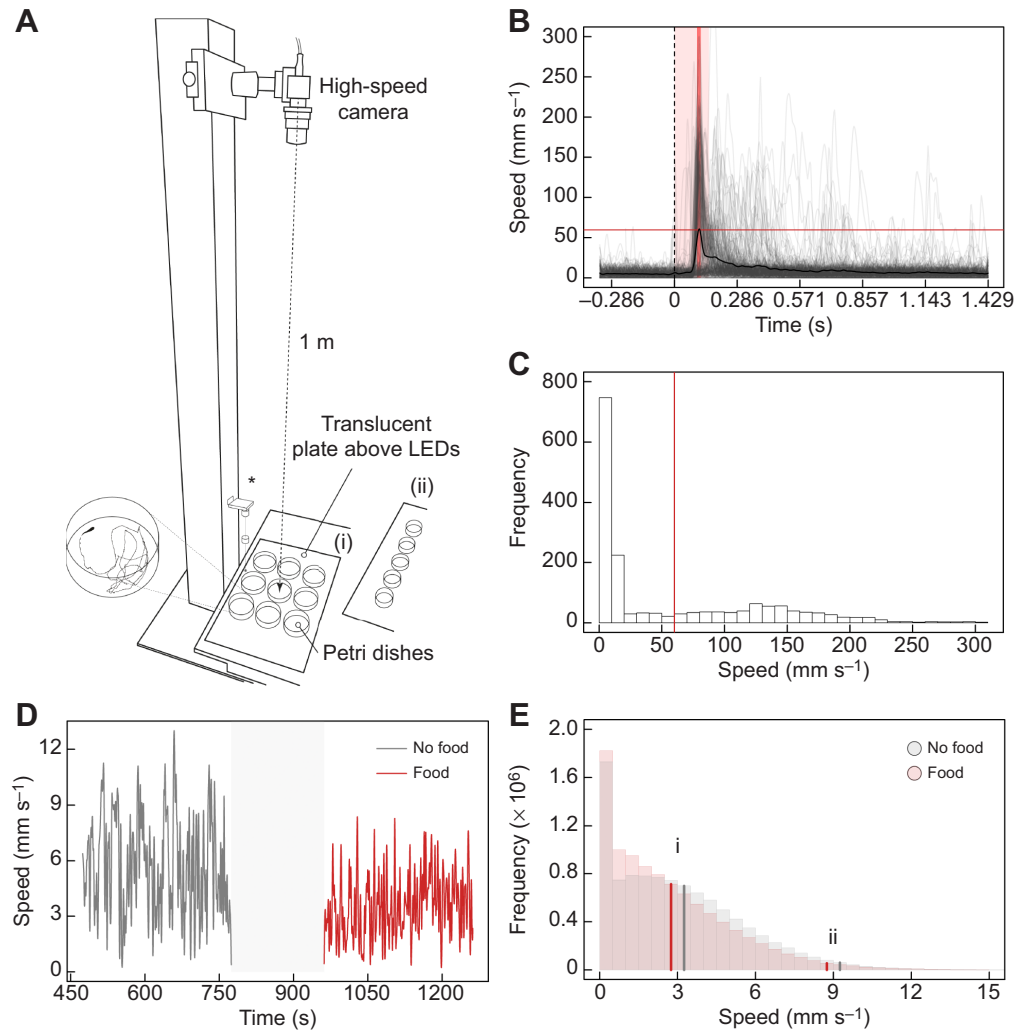 A
High-speed
camera
1 m
Translucent
plate above LEDs
*
(i)
(ii)
Petri dishes
B
Speed (mm s⁻¹)
300
250
200
150
100
50
0
−0.286 0 0.286 0.571 0.857 1.143 1.429
Time (s)
C
Frequency
800
600
400
200
0
0 50 100 150 200 250 300
Speed (mm s⁻¹)
D
Speed (mm s⁻¹)
12
9
6
3
0
No food
Food
450 600 750 900 1050 1200
Time (s)
E
Frequency (× 10⁶)
2.0
1.6
1.2
0.8
0.4
0
No food
Food
i
ii
0 3 6 9 12 15
Speed (mm s⁻¹)